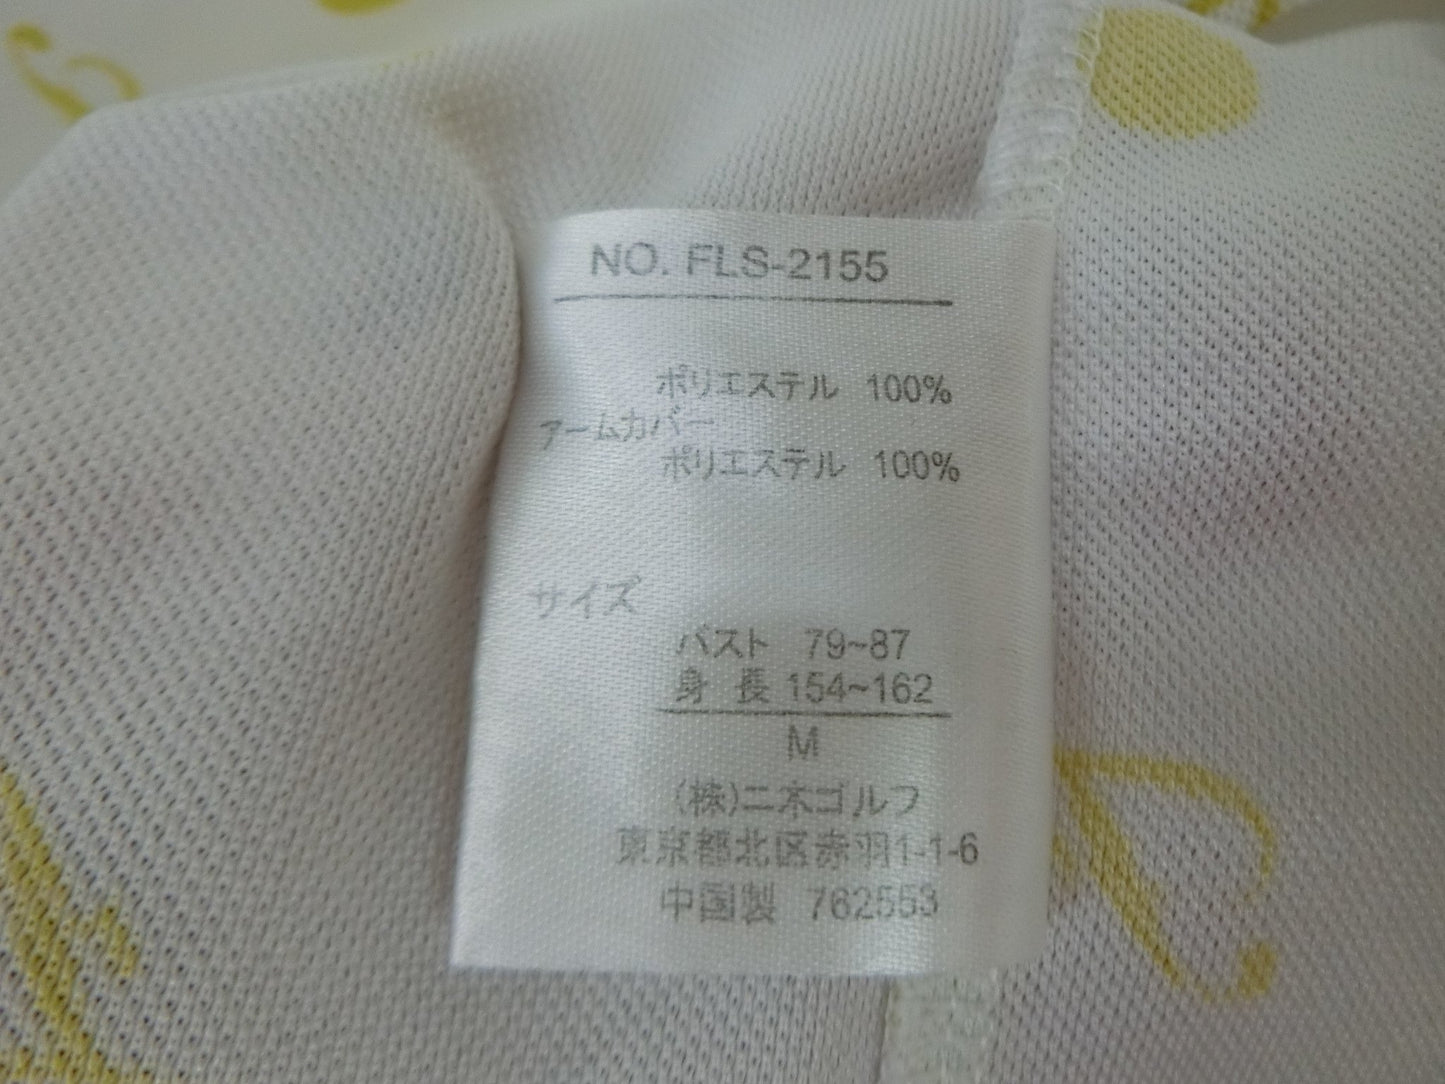 NO. FLS-2155
ポリエステル 100%
アームカバー
ポリエステル 100%
サイズ
バスト 79~87
身 長 154~162
M
(株)二木ゴルフ
東京都北区赤羽1-1-6
中国製 762553